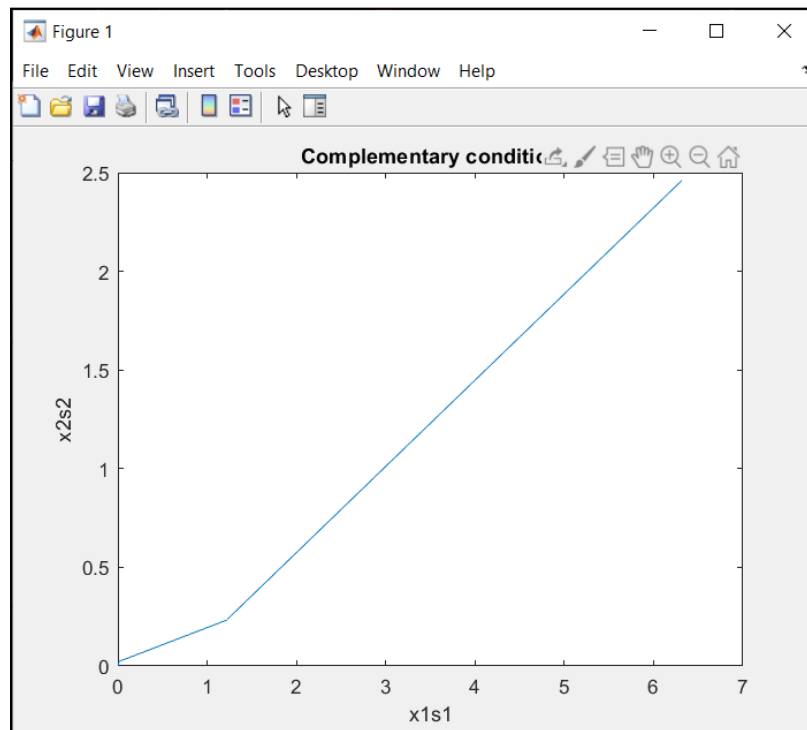 Figure 1
File Edit View Insert Tools Desktop Window Help
Complementary
2.5
2
1.5
1
0.5
0
x2s2
0 1 2 3 4 5 6 7
x1s1